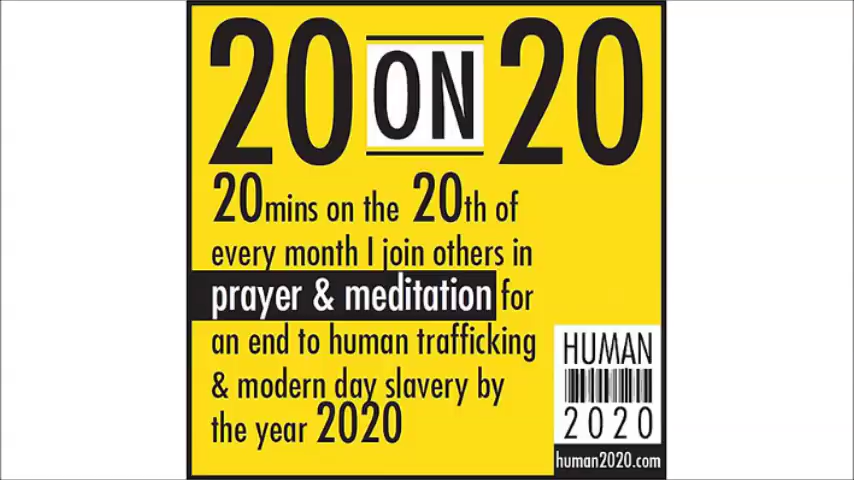 20 ON 20
20mins on the 20th of
every month I join others in
prayer & meditation for
an end to human trafficking
& modern day slavery by
the year 2020
HUMAN
2020
human2020.com